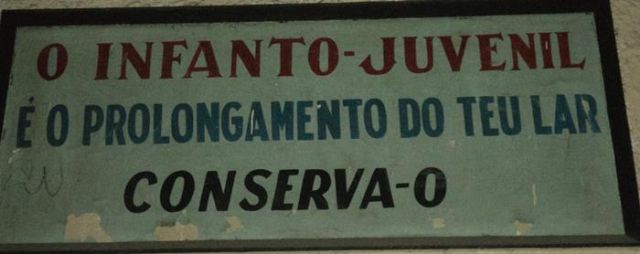 O INFANTO-JUVENIL
É O PROLONGAMENTO DO TEU LAR
CONSERVA-O